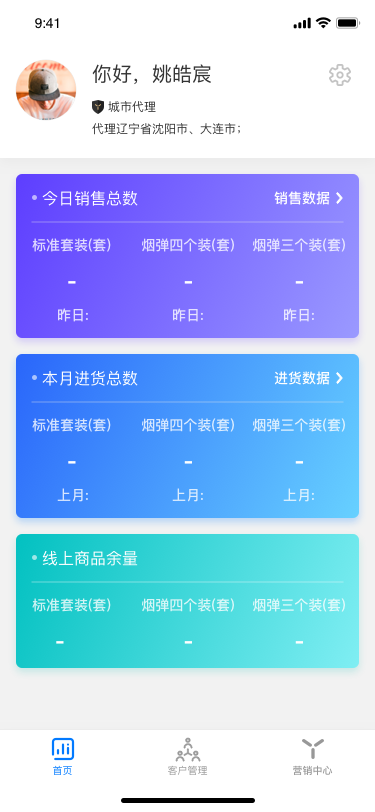 9:41
你好，姚皓宸
城市代理
代理辽宁省沈阳市、大连市；
今日销售总数 销售数据
标准套装(套) 烟弹四个装(套) 烟弹三个装(套)
- - -
昨日: 昨日: 昨日:
本月进货总数 进货数据
标准套装(套) 烟弹四个装(套) 烟弹三个装(套)
- - -
上月: 上月: 上月:
线上商品余量
标准套装(套) 烟弹四个装(套) 烟弹三个装(套)
- - -
首页 客户管理 营销中心